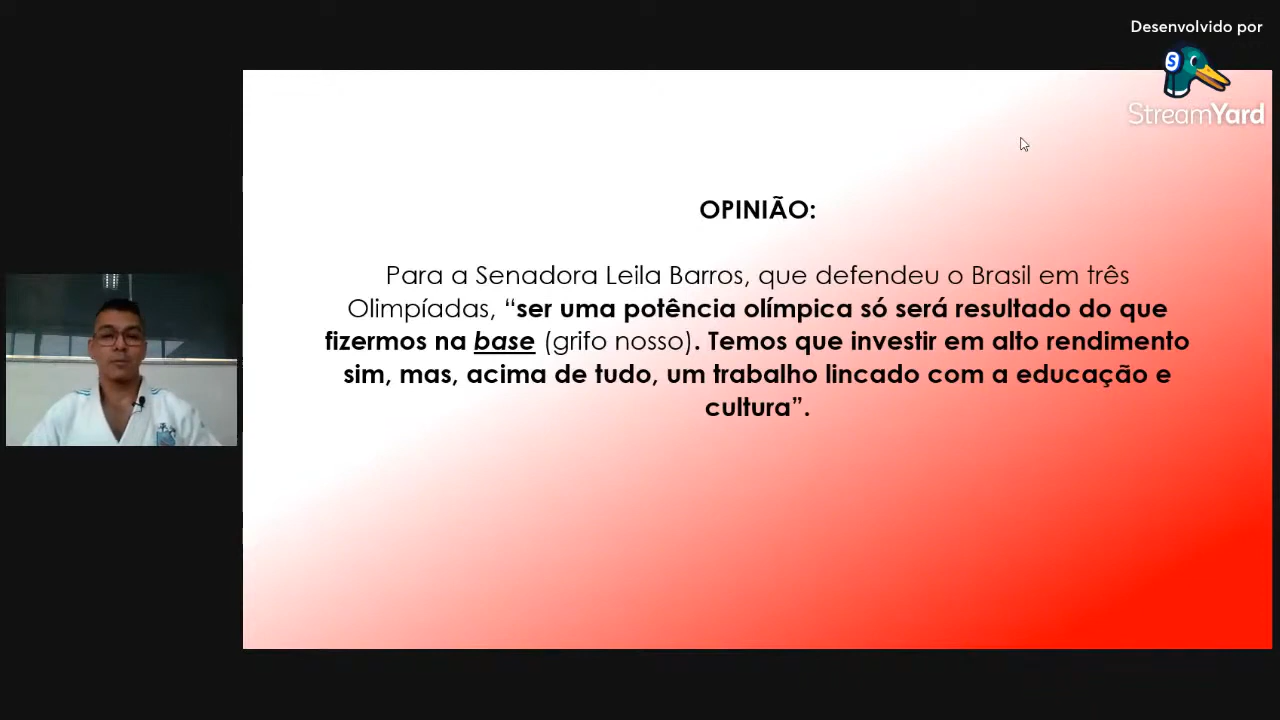 Desenvolvido por
S
StreamYard
OPINIÃO:
Para a Senadora Leila Barros, que defendeu o Brasil em três
Olimpíadas, “ser uma potência olímpica só será resultado do que
fizermos na base (grifo nosso). Temos que investir em alto rendimento
sim, mas, acima de tudo, um trabalho lincado com a educação e
cultura”.